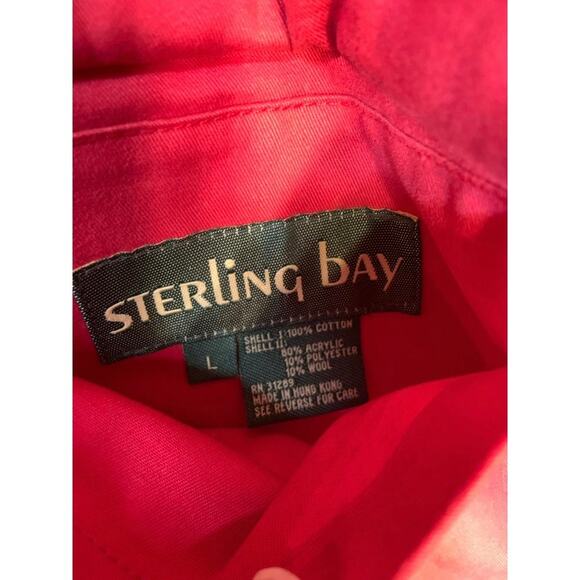 STERling bAY
L
SHELL I: 100% COTTON
SHELL II:
80% ACRYLIC
10% POLYESTER
10% WOOL
RN 31289
MADE IN HONG KONG
SEE REVERSE FOR CARE